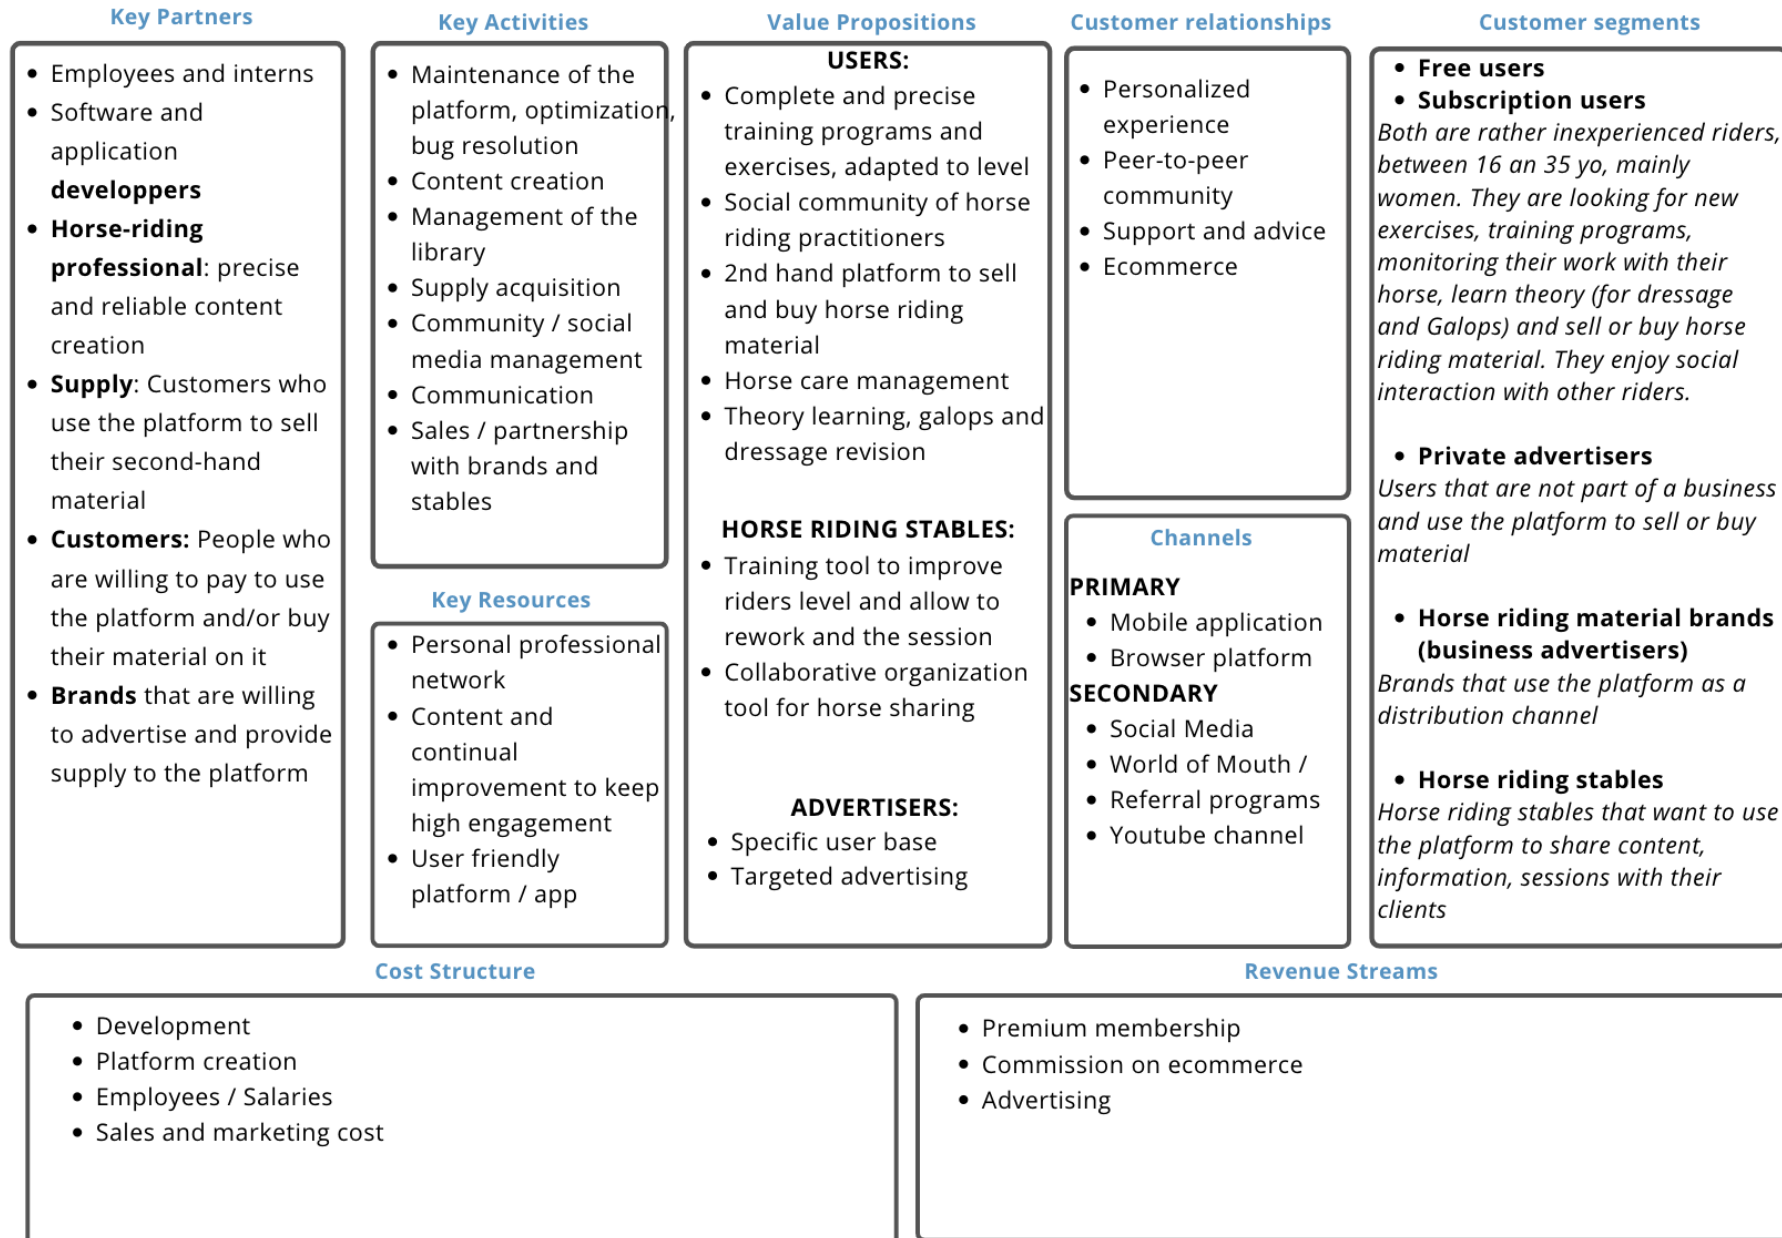 Key Partners
• Employees and interns
• Software and
application
developpers
• Horse-riding
professional: precise
and reliable content
creation
• Supply: Customers who
use the platform to sell
their second-hand
material
• Customers: People who
are willing to pay to use
the platform and/or buy
their material on it
• Brands that are willing
to advertise and provide
supply to the platform
Key Activities
• Maintenance of the
platform, optimization,
bug resolution
• Content creation
• Management of the
library
• Supply acquisition
• Community / social
media management
• Communication
• Sales / partnership
with brands and
stables
Key Resources
• Personal professional
network
• Content and
continual
improvement to keep
high engagement
• User friendly
platform / app
Value Propositions
USERS:
• Complete and precise
training programs and
exercises, adapted to level
• Social community of horse
riding practitioners
• 2nd hand platform to sell
and buy horse riding
material
• Horse care management
• Theory learning, galops and
dressage revision
HORSE RIDING STABLES:
• Training tool to improve
riders level and allow to
rework and the session
• Collaborative organization
tool for horse sharing
ADVERTISERS:
• Specific user base
• Targeted advertising
Customer relationships
• Personalized
experience
• Peer-to-peer
community
• Support and advice
• Ecommerce
Channels
PRIMARY
• Mobile application
• Browser platform
SECONDARY
• Social Media
• World of Mouth /
• Referral programs
• Youtube channel
Customer segments
• Free users
• Subscription users
Both are rather inexperienced riders,
between 16 an 35 yo, mainly
women. They are looking for new
exercises, training programs,
monitoring their work with their
horse, learn theory (for dressage
and Galops) and sell or buy horse
riding material. They enjoy social
interaction with other riders.
• Private advertisers
Users that are not part of a business
and use the platform to sell or buy
material
• Horse riding material brands
(business advertisers)
Brands that use the platform as a
distribution channel
• Horse riding stables
Horse riding stables that want to use
the platform to share content,
information, sessions with their
clients
Cost Structure
• Development
• Platform creation
• Employees / Salaries
• Sales and marketing cost
Revenue Streams
• Premium membership
• Commission on ecommerce
• Advertising